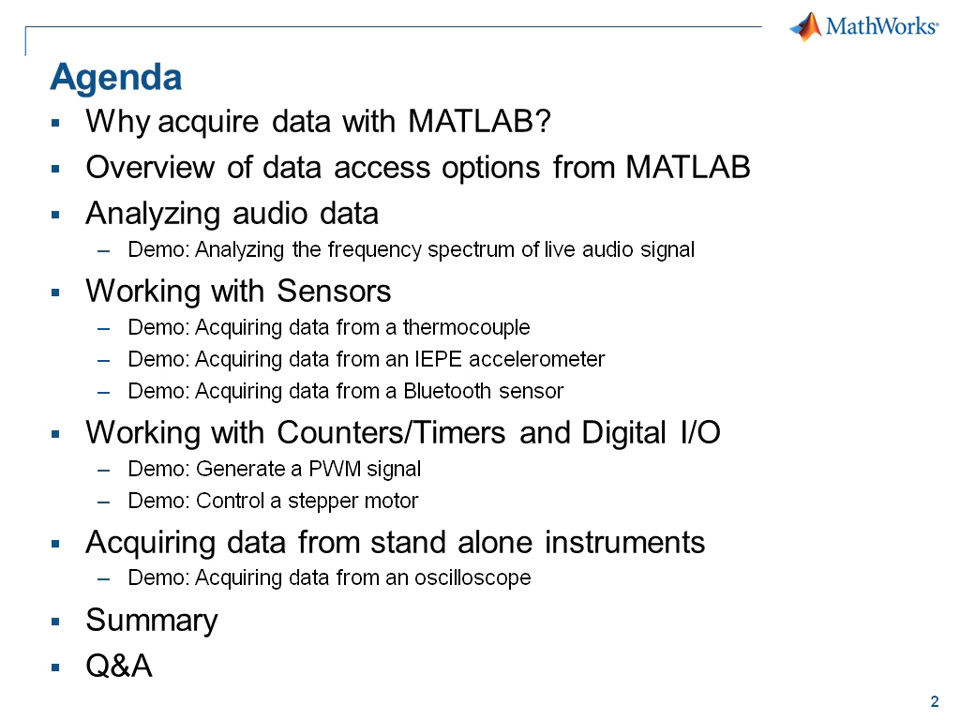 MathWorks®
Agenda
▪ Why acquire data with MATLAB?
▪ Overview of data access options from MATLAB
▪ Analyzing audio data
– Demo: Analyzing the frequency spectrum of live audio signal
▪ Working with Sensors
– Demo: Acquiring data from a thermocouple
– Demo: Acquiring data from an IEPE accelerometer
– Demo: Acquiring data from a Bluetooth sensor
▪ Working with Counters/Timers and Digital I/O
– Demo: Generate a PWM signal
– Demo: Control a stepper motor
▪ Acquiring data from stand alone instruments
– Demo: Acquiring data from an oscilloscope
▪ Summary
▪ Q&A
2